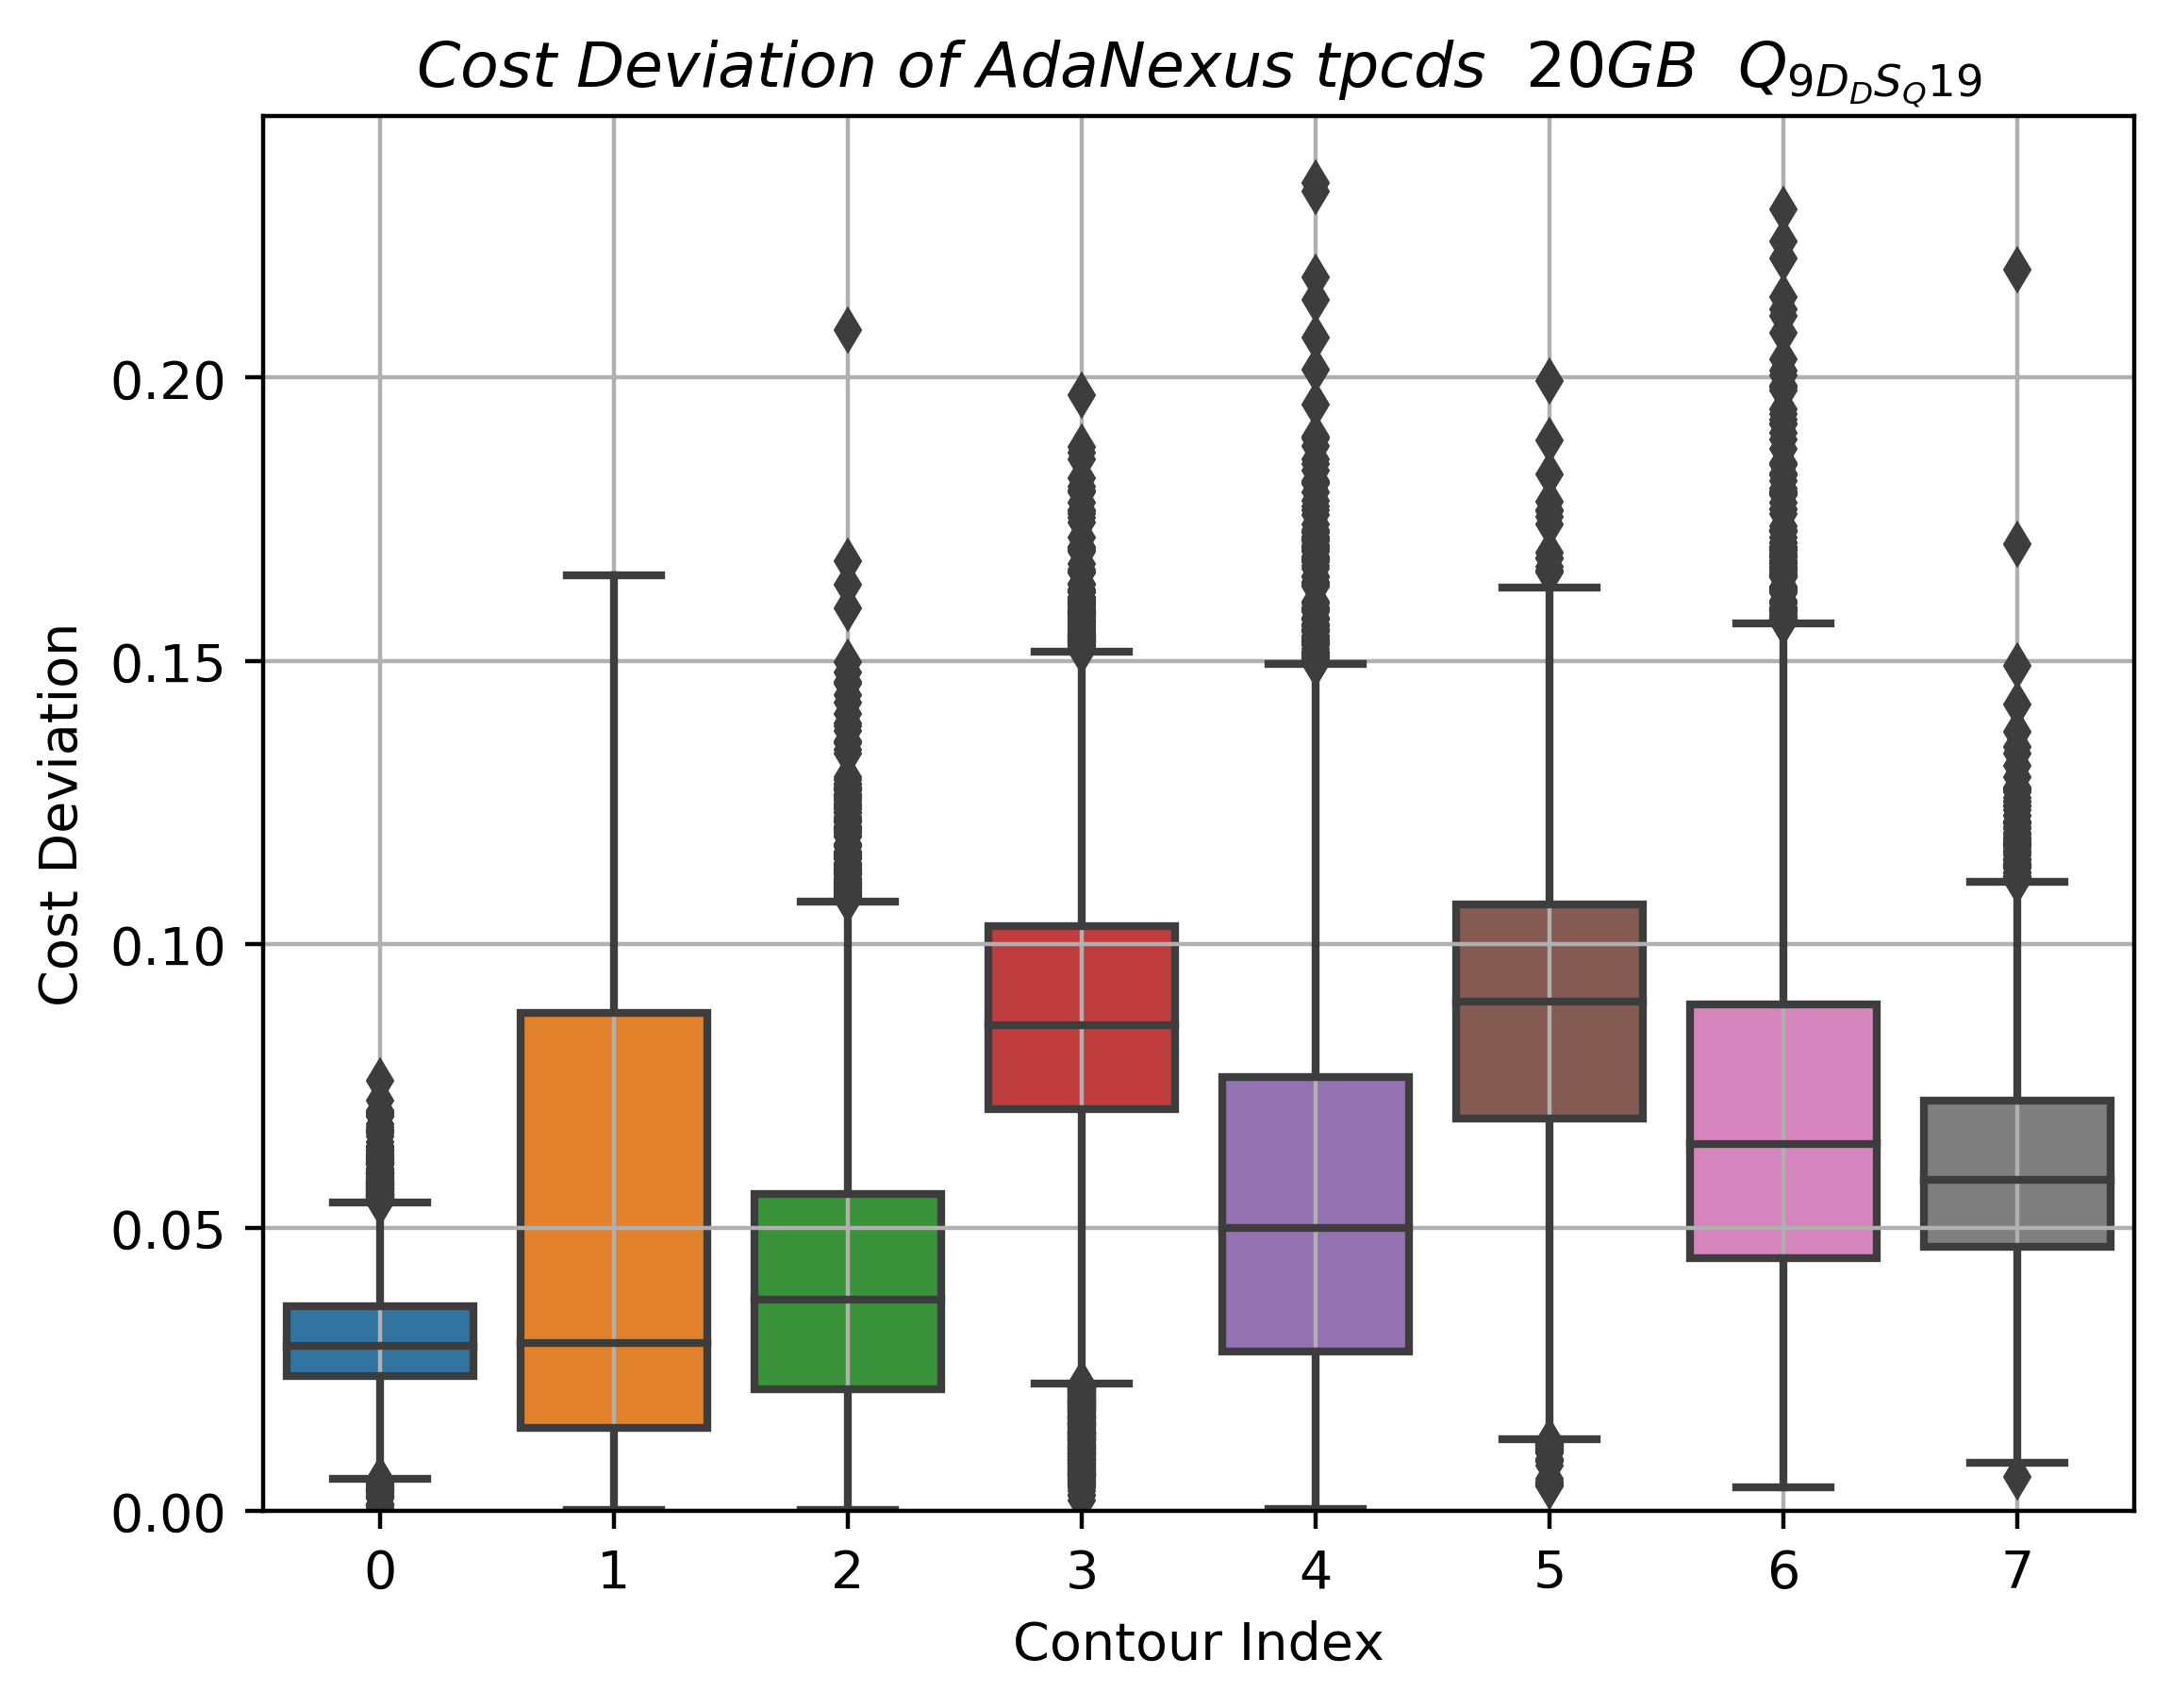 Cost Deviation of AdaNexus tpcds 20GB Q9D_DS_Q19
Cost Deviation
0.20
0.15
0.10
0.05
0.00
0 1 2 3 4 5 6 7
Contour Index